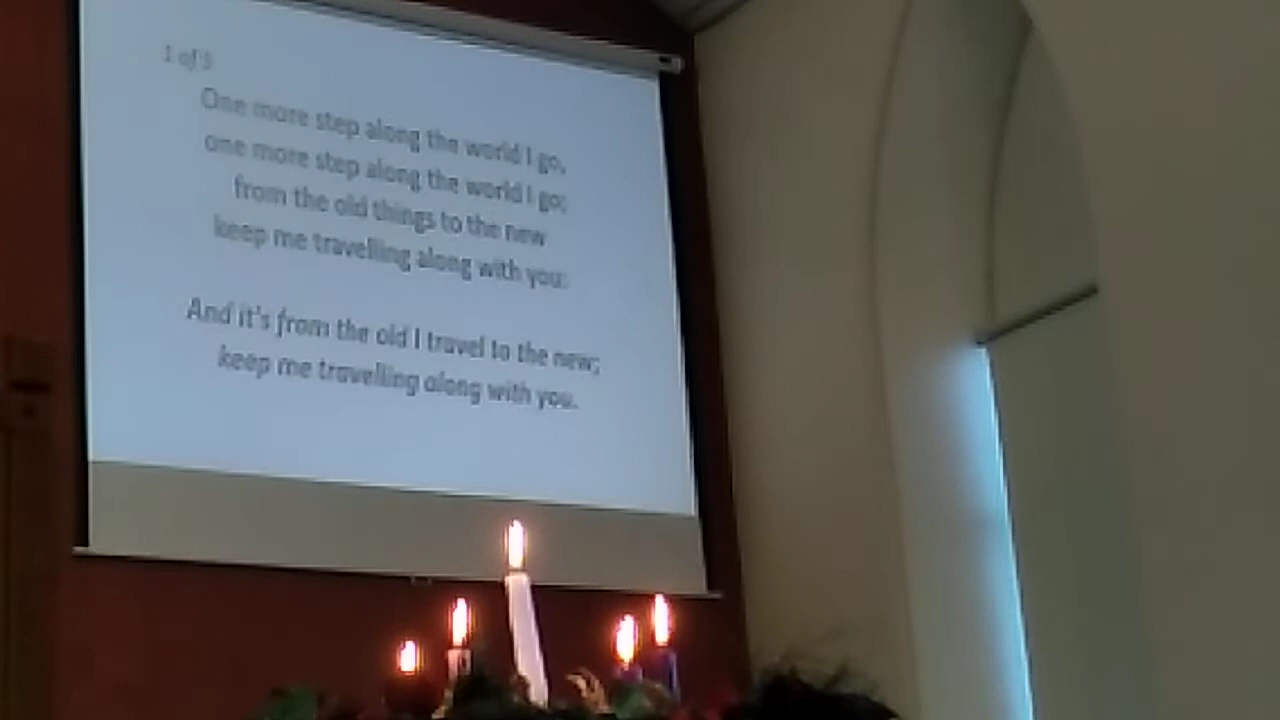 1 of 5
One more step along the world I go,
one more step along the world I go;
from the old things to the new
keep me travelling along with you:
And it's from the old I travel to the new;
keep me travelling along with you.